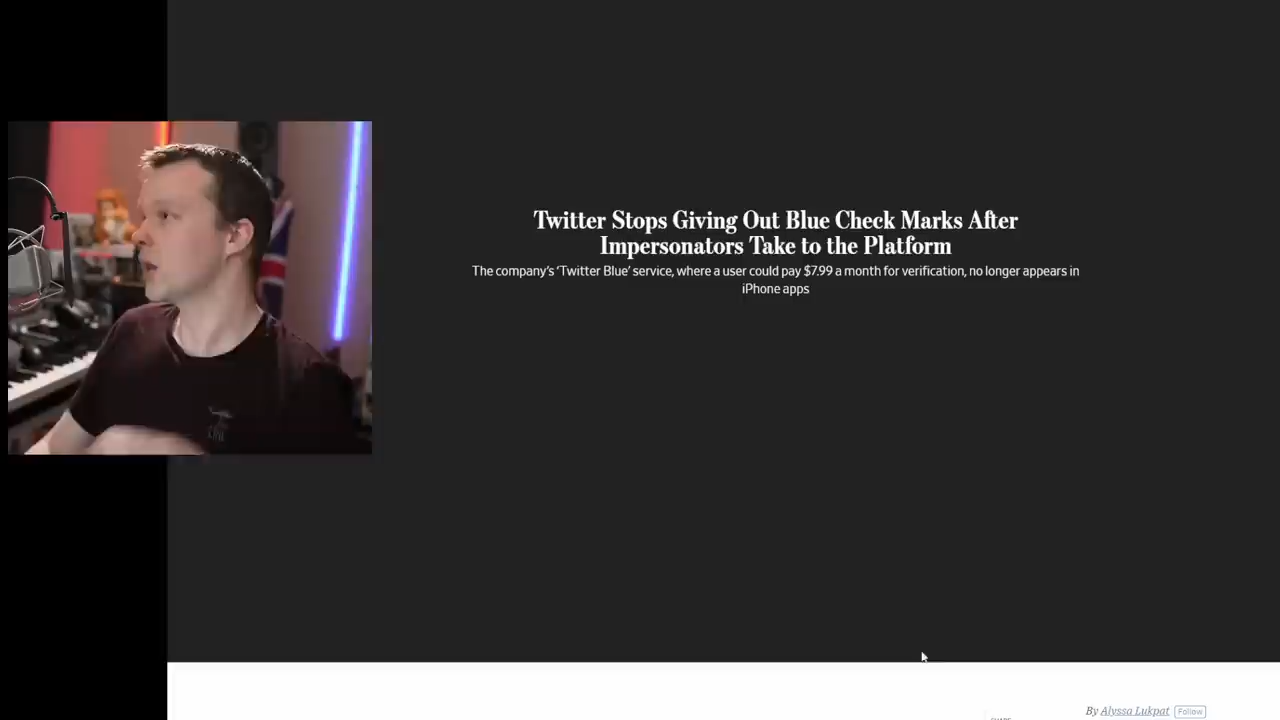 Twitter Stops Giving Out Blue Check Marks After
Impersonators Take to the Platform
The company's 'Twitter Blue' service, where a user could pay $7.99 a month for verification, no longer appears in
iPhone apps
By Alyssa Lukpat Follow